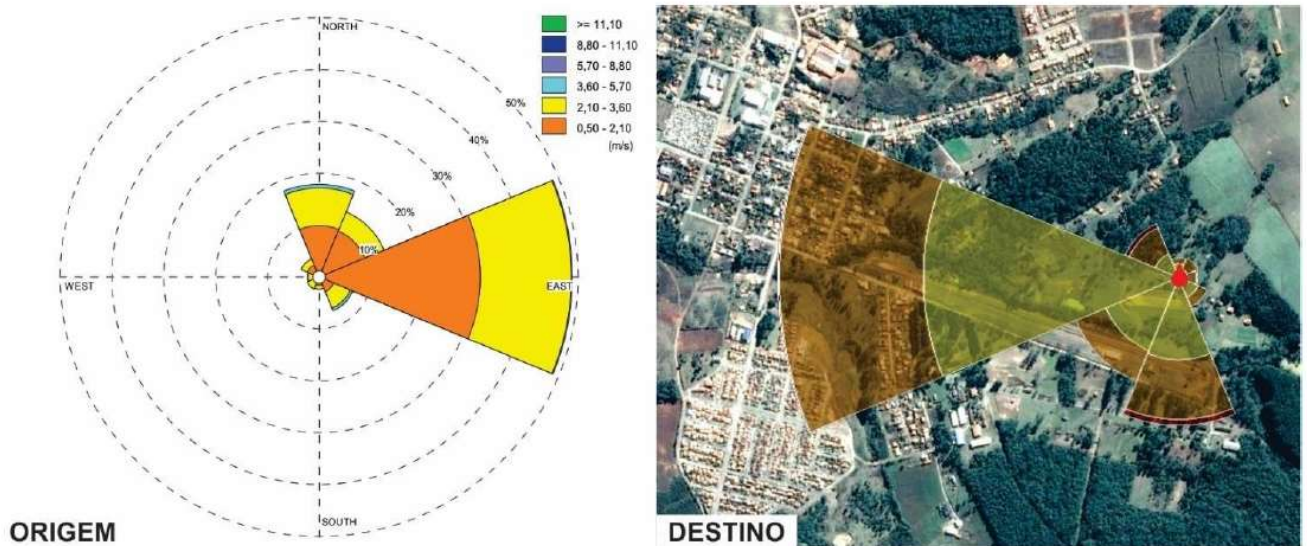 NORTH
WEST
EAST
SOUTH
10%
20%
30%
40%
50%
>= 11,10
8,80 - 11,10
5,70 - 8,80
3,60 - 5,70
2,10 - 3,60
0,50 - 2,10
(m/s)
ORIGEM
DESTINO